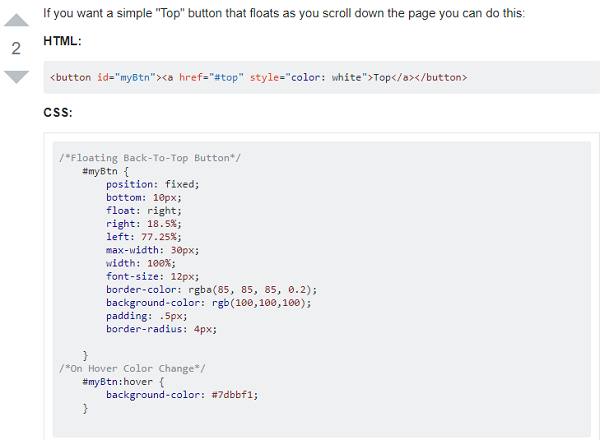 If you want a simple "Top" button that floats as you scroll down the page you can do this:
2
HTML:
<button id="myBtn"><a href="#top" style="color: white">Top</a></button>
CSS:
/*Floating Back-To-Top Button*/
    #myBtn {
        position: fixed;
        bottom: 10px;
        float: right;
        right: 18.5%;
        left: 77.25%;
        max-width: 30px;
        width: 100%;
        font-size: 12px;
        border-color: rgba(85, 85, 85, 0.2);
        background-color: rgb(100,100,100);
        padding: .5px;
        border-radius: 4px;

    }
/*On Hover Color Change*/
    #myBtn:hover {
        background-color: #7dbbf1;
    }